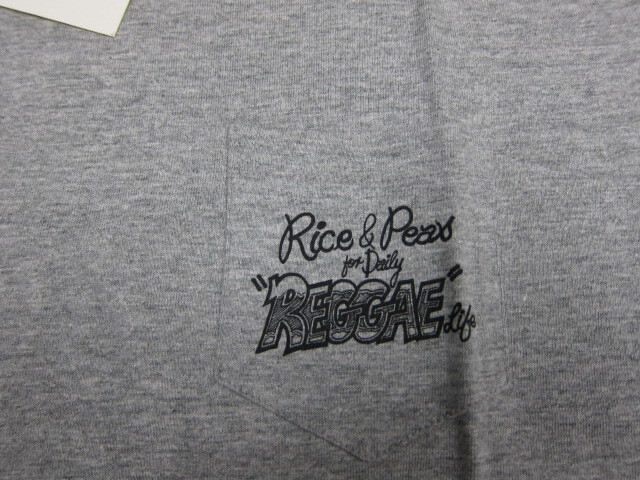 Rice & Peas
for Daily
"REGGAE" Life